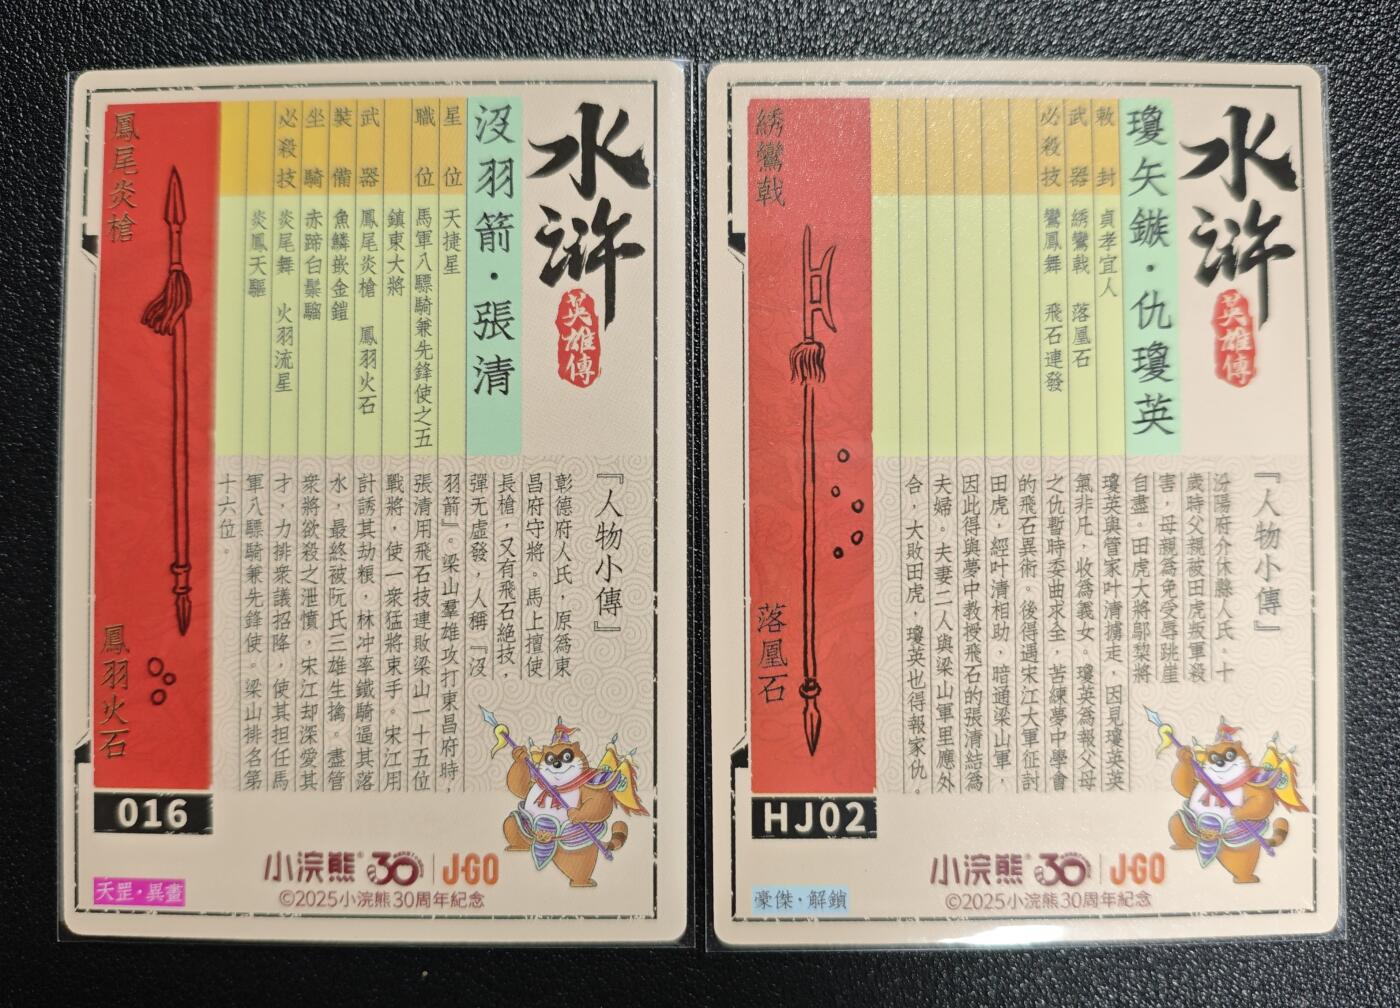 水滸
英雄傳
沒羽箭·張清
星位 天捷星
職位 馬軍八驃騎兼先鋒使之五
鎮東大將
武器 鳳尾炎槍 鳳羽火石
裝備 魚鱗嵌金鎧
坐騎 赤蹄白鬃騮
必殺技 炎尾舞 火羽流星
炎鳳天驅
鳳尾炎槍
鳳羽火石
『人物小傳』
彰德府人氏，原爲東
昌府守將。馬上擅使
長槍，又有飛石絕技，
彈无虛發，人稱『沒
羽箭』。梁山羣雄攻打東昌府時，
張清用飛石技連敗梁山一十五位
戰將，使一衆猛將束手。宋江用
計誘其劫糧，林冲率鐵騎逼其落
水，最終被阮氏三雄生擒。盡管
衆將欲殺之泄憤，宋江却深愛其
才，力排衆議招降，使其担任馬
軍八驃騎兼先鋒使。梁山排名第
十六位。
016
天罡·異畫
小浣熊® 30 J·GO
©2025小浣熊30周年紀念
水滸
英雄傳
瓊矢鏃·仇瓊英
敕封 貞孝宜人
武器 綉鸞戟 落凰石
必殺技 鸞鳳舞 飛石連發
綉鸞戟
落凰石
『人物小傳』
汾陽府介休縣人氏，十
歲時父親被田虎叛軍殺
害，母親爲免受辱跳崖
自盡。田虎大將鄔梨將
瓊英與管家叶清擄走，因見瓊英英
氣非凡，收爲義女。瓊英爲報父母
之仇暫時委曲求全，苦練夢中學會
的飛石異術。後得遇宋江大軍征討
田虎，經叶清相助，暗通梁山軍，
因此得與夢中教授飛石的張清結爲
夫婦。夫妻二人與梁山軍里應外
合，大敗田虎，瓊英也得報家仇。
HJ02
豪傑·解鎖
小浣熊® 30 J·GO
©2025小浣熊30周年紀念